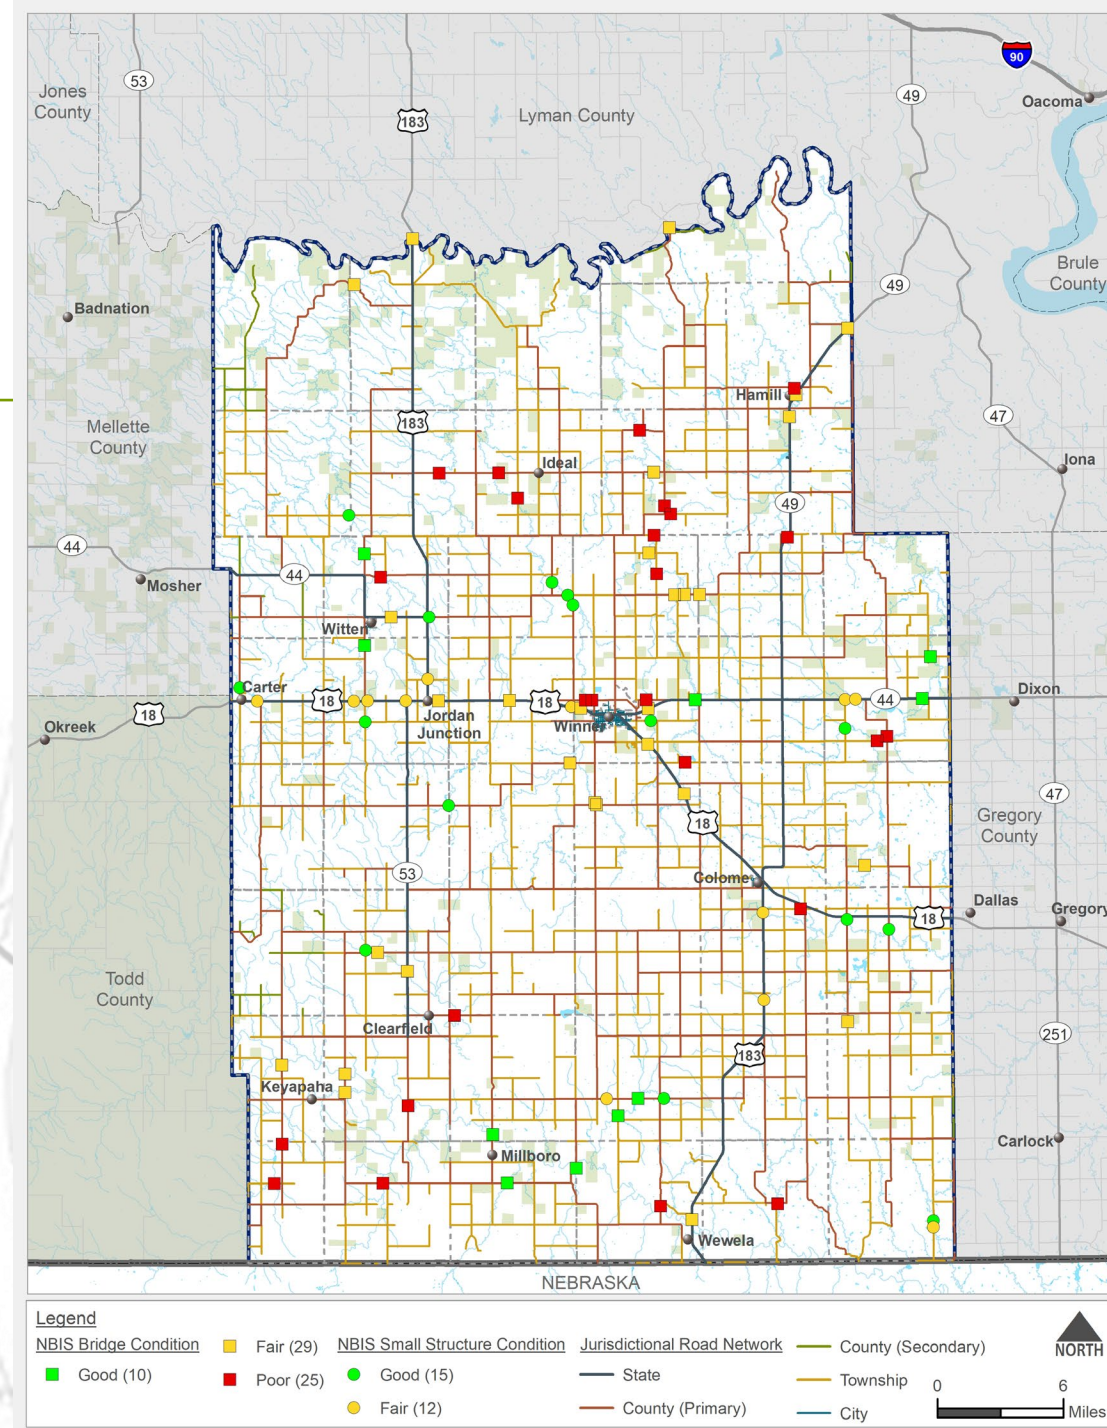 90
53
Jones
County
49
Oacoma
183
Lyman County
Brule
County
49
Badnation
Hamill
183
47
Mellette
County
Ideal
Iona
49
44
44
Mosher
Witten
Carter
18
18
18
44
Dixon
Okreek
Jordan
Junction
Winner
47
18
Gregory
County
53
Colome
18
Dallas
Gregory
Todd
County
Clearfield
251
183
Keyapaha
Carlock
Millboro
Wewela
NEBRASKA
Legend
NBIS Bridge Condition
Good (10)
Fair (29)
Poor (25)
NBIS Small Structure Condition
Good (15)
Fair (12)
Jurisdictional Road Network
State
County (Primary)
County (Secondary)
Township
City
NORTH
0 6
Miles